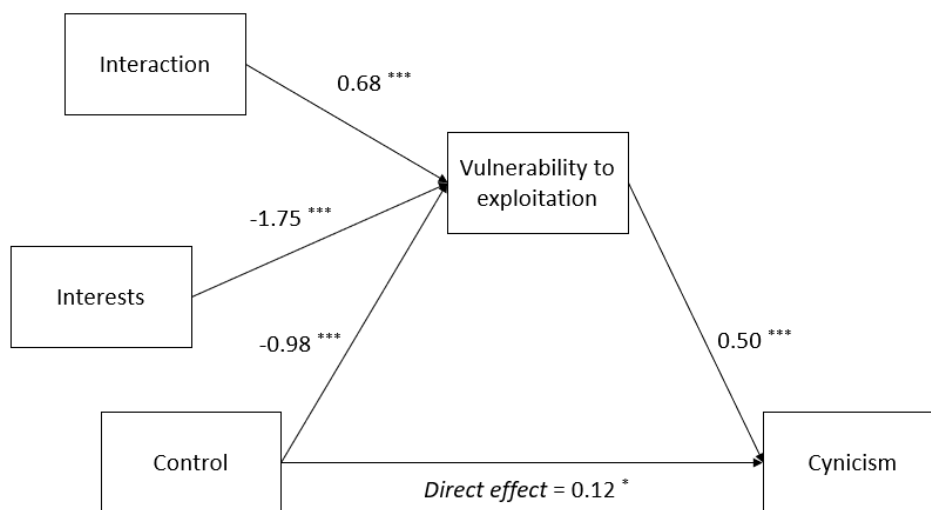 Interaction
0.68 ***
Vulnerability to
exploitation
-1.75 ***
Interests
-0.98 ***
0.50 ***
Control
Cynicism
Direct effect = 0.12 *